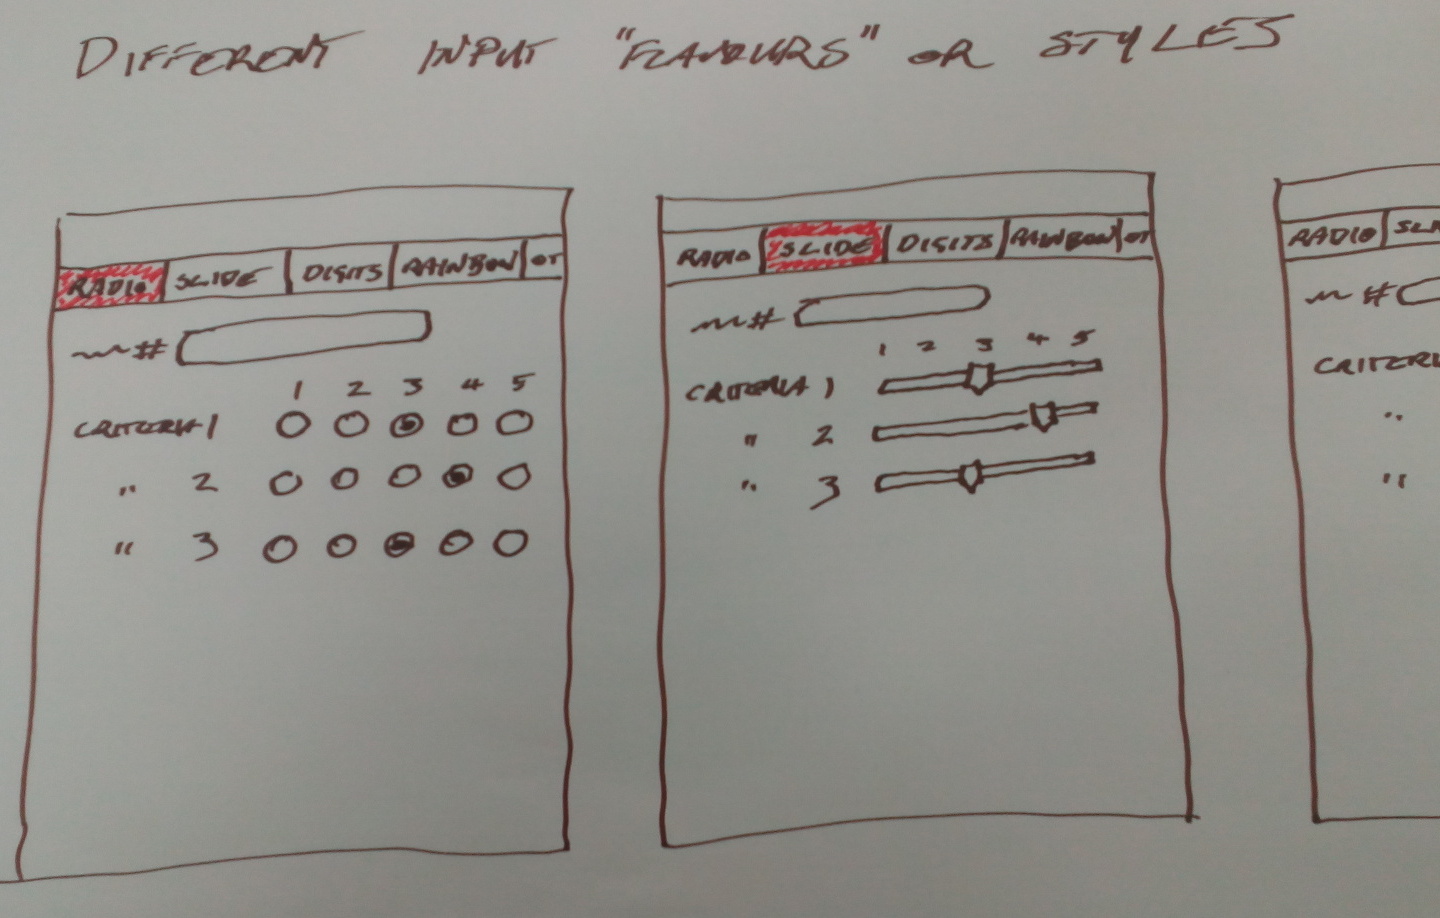 DIFFERENT INPUT "FLAVOURS" OR STYLES
RADIO SLIDE DIGITS RAINBOW OT
#
1 2 3 4 5
CRITERIA 1
" 2
" 3
RADIO SLIDE DIGITS RAINBOW OT
#
1 2 3 4 5
CRITERIA 1
" 2
" 3
RADIO SLI
#
CRITERI
"
"